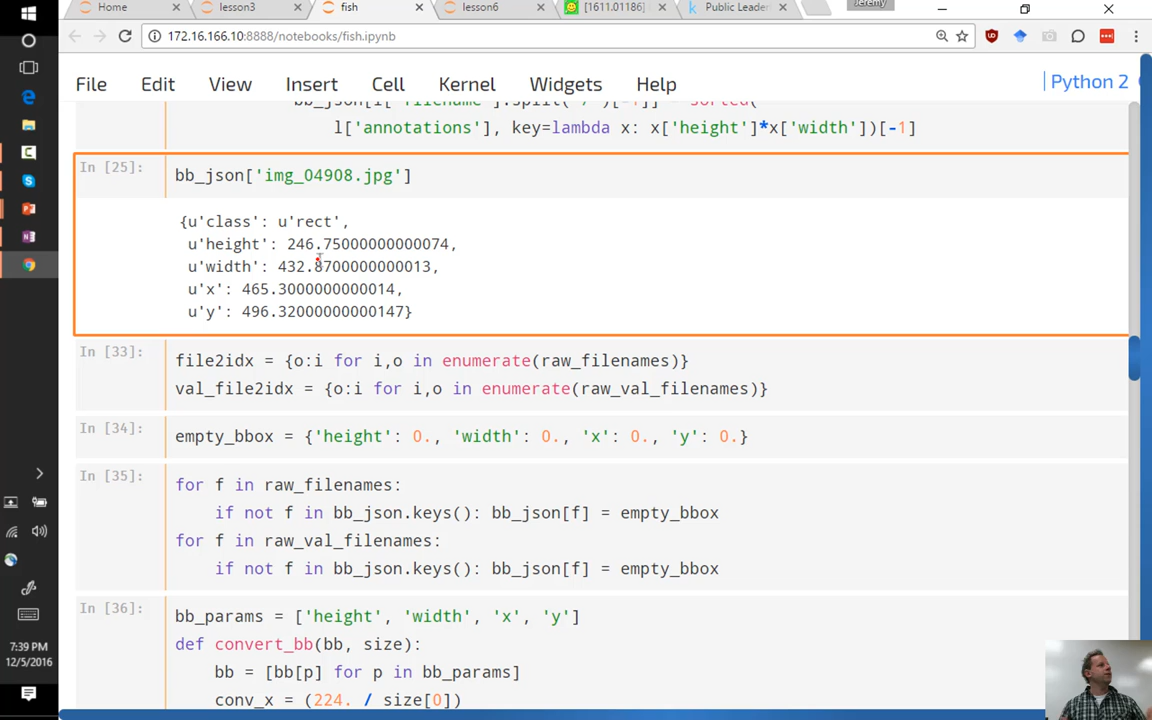 Home
lesson3
fish
lesson6
[1611.01186]
Public Leader
Jeremy
172.16.166.10:8888/notebooks/fish.ipynb
File Edit View Insert Cell Kernel Widgets Help
Python 2
l['annotations'], key=lambda x: x['height']*x['width'])[-1]
In [25]:
bb_json['img_04908.jpg']
{u'class': u'rect',
u'height': 246.75000000000074,
u'width': 432.8700000000013,
u'x': 465.3000000000014,
u'y': 496.32000000000147}
In [33]:
file2idx = {o:i for i,o in enumerate(raw_filenames)}
val_file2idx = {o:i for i,o in enumerate(raw_val_filenames)}
In [34]:
empty_bbox = {'height': 0., 'width': 0., 'x': 0., 'y': 0.}
In [35]:
for f in raw_filenames:
if not f in bb_json.keys(): bb_json[f] = empty_bbox
for f in raw_val_filenames:
if not f in bb_json.keys(): bb_json[f] = empty_bbox
In [36]:
bb_params = ['height', 'width', 'x', 'y']
def convert_bb(bb, size):
bb = [bb[p] for p in bb_params]
conv_x = (224. / size[0])
7:39 PM
12/5/2016